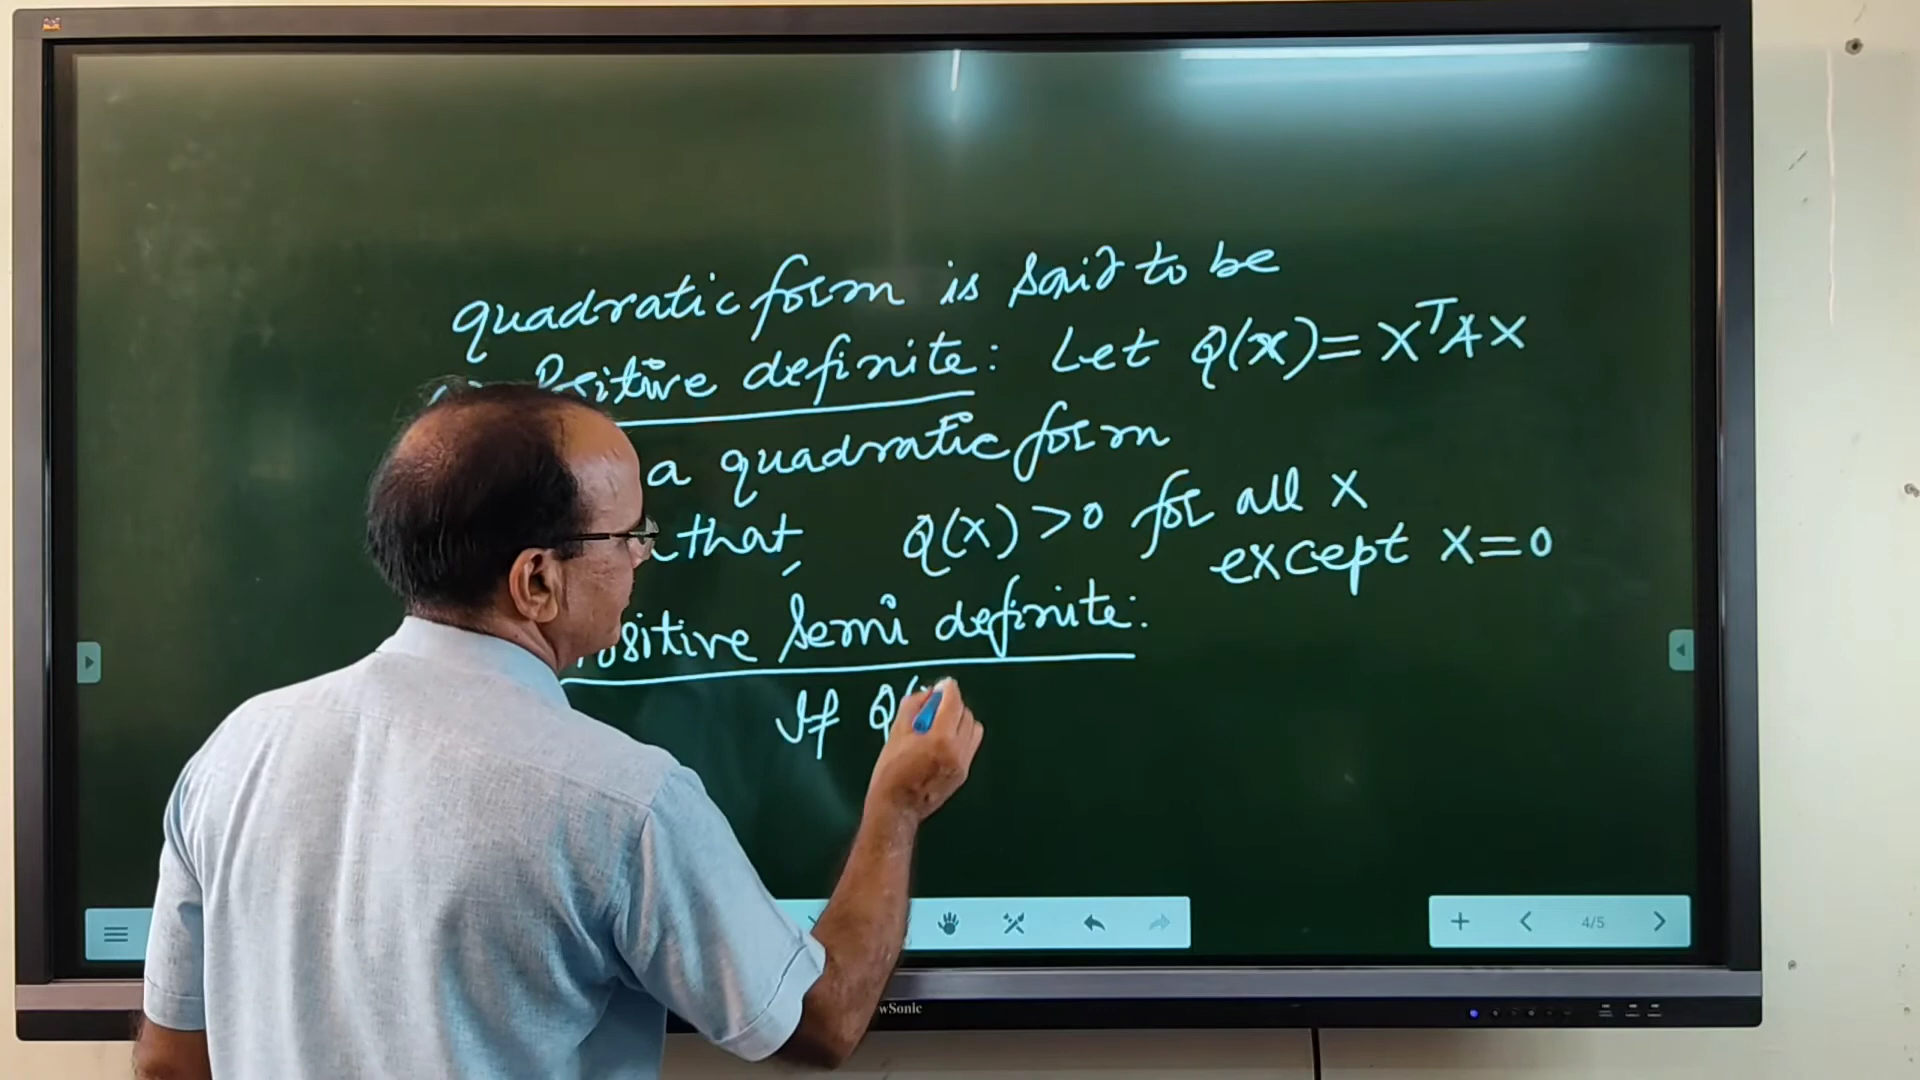 quadratic form is said to be
Positive definite: Let Q(x) = X^T A X
a quadratic form
that, Q(x) > 0 for all x
except x = 0
Positive Semi definite:
If Q(
4/5